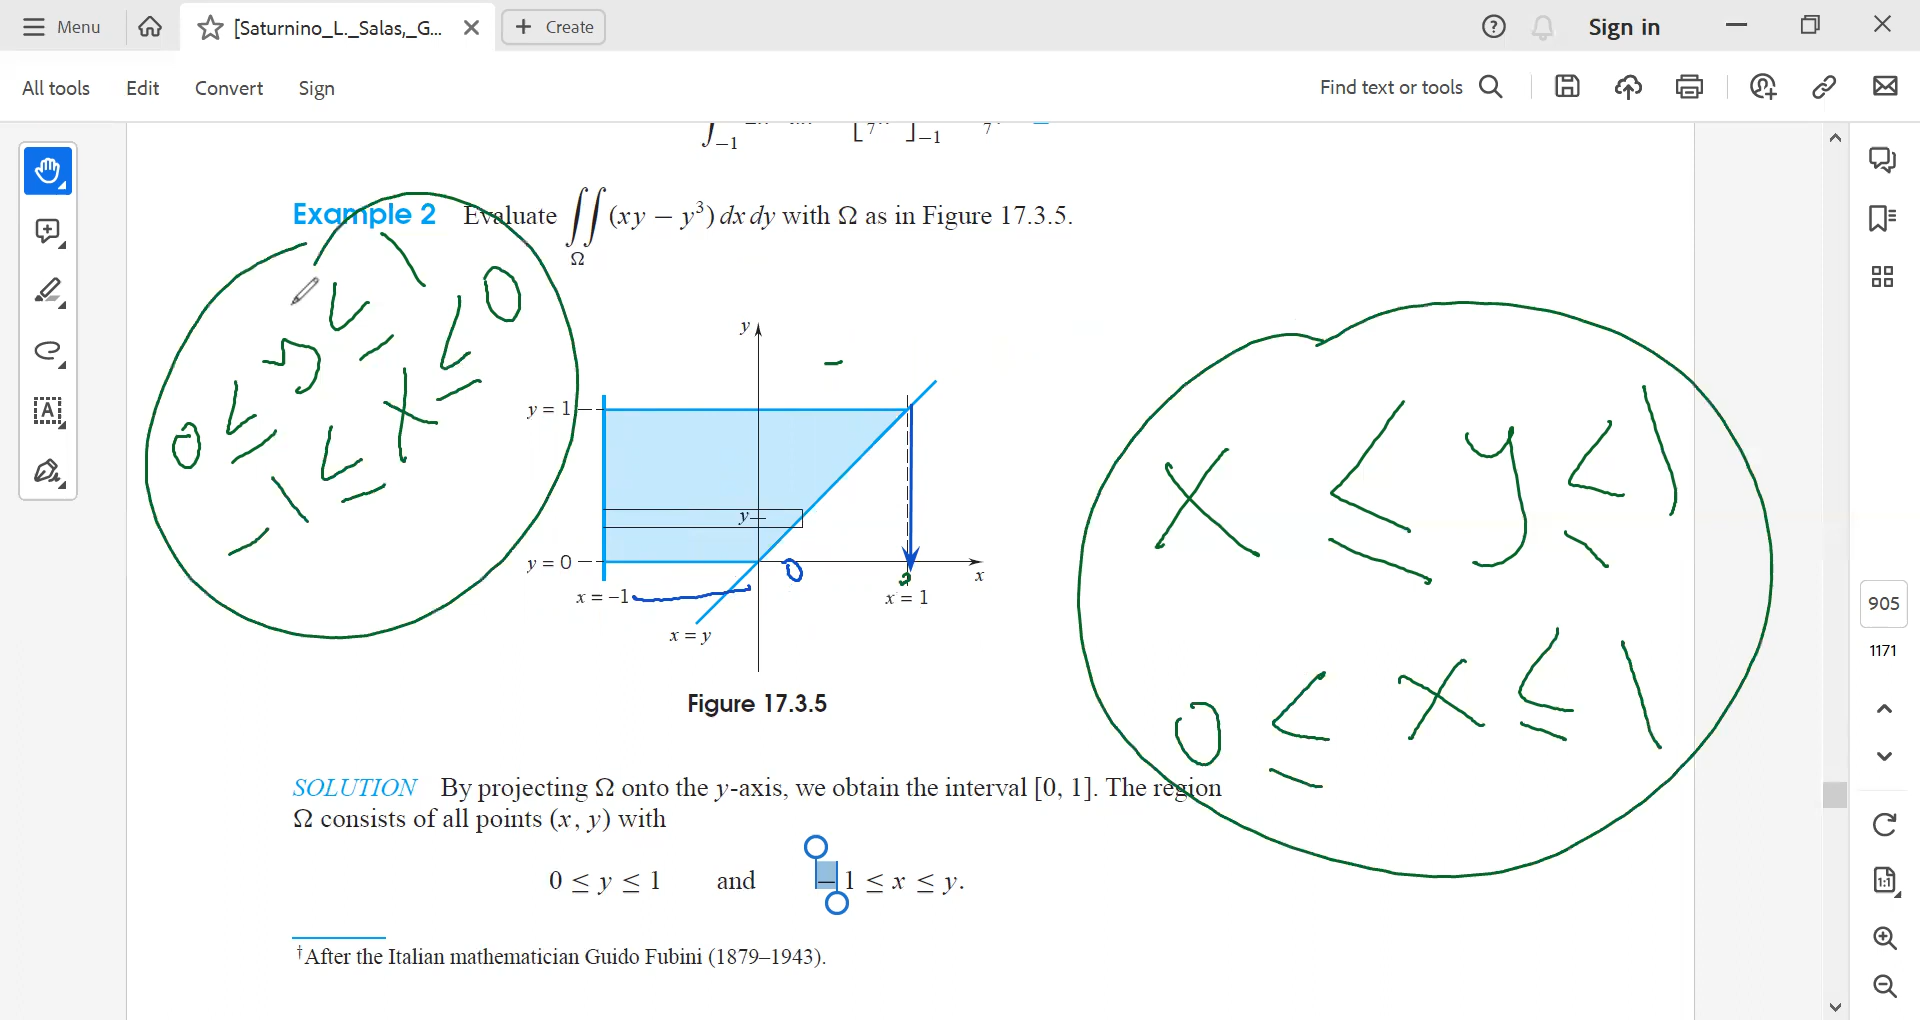 Menu
[Saturnino_L._Salas,_G...
Create
Sign in
All tools
Edit
Convert
Sign
Find text or tools
Example 2 Evaluate ∬Ω (xy − y³) dx dy with Ω as in Figure 17.3.5.
0 ≤ y ≤ 1
−1 ≤ x ≤ 0
y
y = 1
y
y = 0
0
x
x = −1
x = 1
x = y
x ≤ y ≤ 1
0 ≤ x ≤ 1
Figure 17.3.5
SOLUTION By projecting Ω onto the y-axis, we obtain the interval [0, 1]. The region
Ω consists of all points (x, y) with
0 ≤ y ≤ 1 and −1 ≤ x ≤ y.
†After the Italian mathematician Guido Fubini (1879–1943).
905
1171
1:1